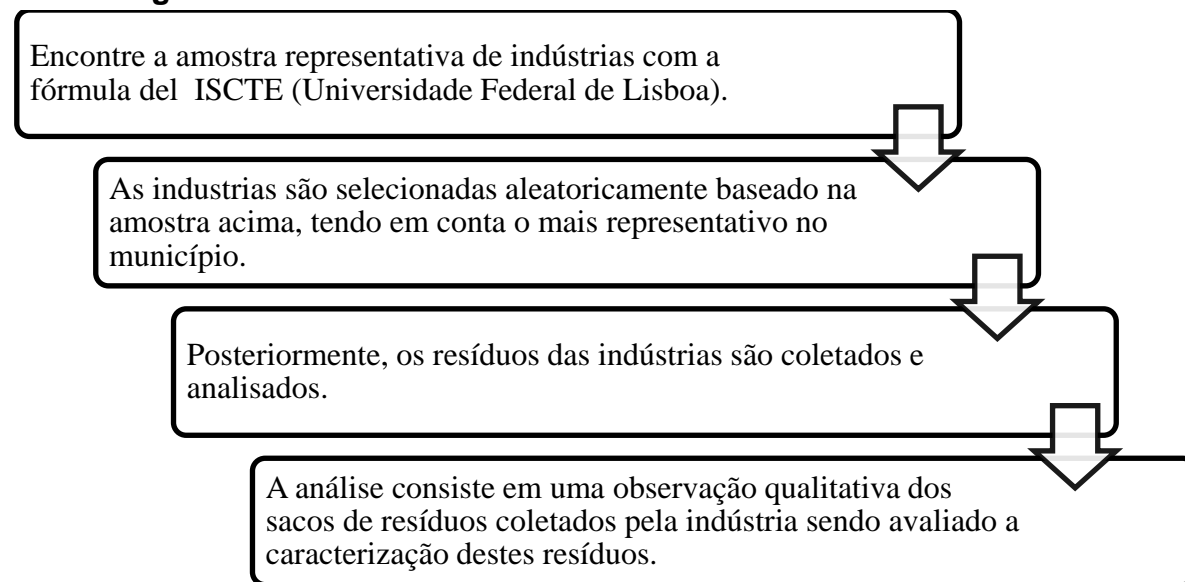 Encontre a amostra representativa de indústrias com a
fórmula del ISCTE (Universidade Federal de Lisboa).
As industrias são selecionadas aleatoricamente baseado na
amostra acima, tendo em conta o mais representativo no
município.
Posteriormente, os resíduos das indústrias são coletados e
analisados.
A análise consiste em uma observação qualitativa dos
sacos de resíduos coletados pela indústria sendo avaliado a
caracterização destes resíduos.